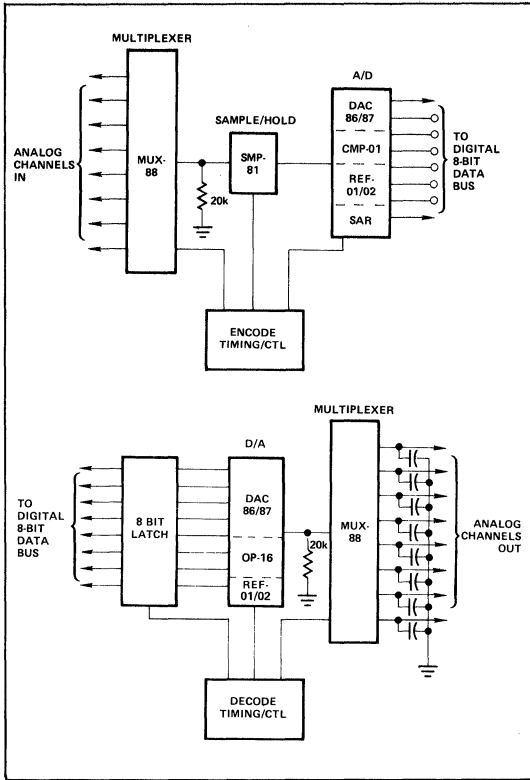 MULTIPLEXER
A/D
SAMPLE/HOLD
ANALOG
CHANNELS
IN
MUX-
88
SMP-
81
20k
DAC
86/87
CMP-01
REF-
01/02
SAR
TO
DIGITAL
8-BIT
DATA
BUS
ENCODE
TIMING/CTL
MULTIPLEXER
D/A
TO
DIGITAL
8-BIT
DATA
BUS
8 BIT
LATCH
DAC
86/87
OP-16
REF-
01/02
20k
MUX-
88
ANALOG
CHANNELS
OUT
DECODE
TIMING/CTL